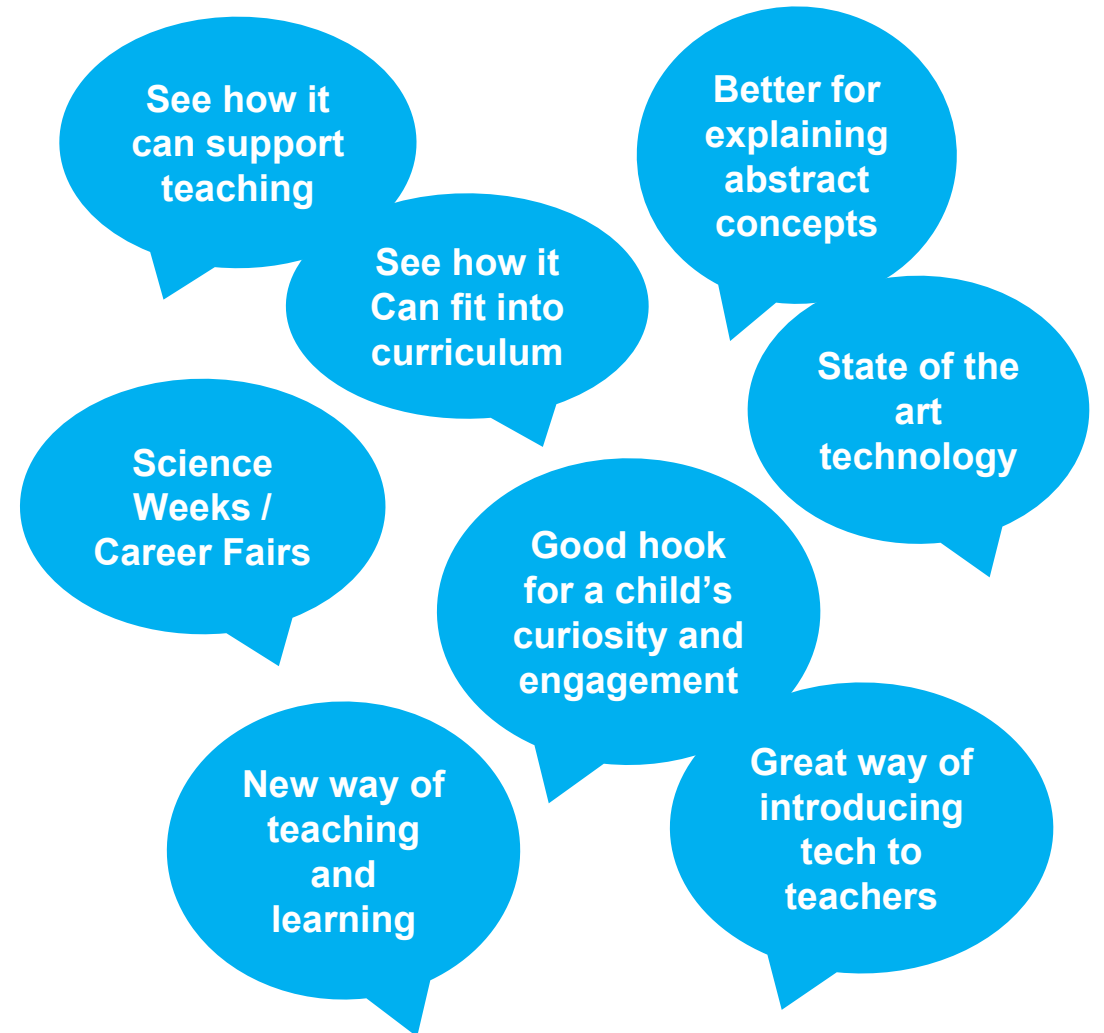 See how it
can support
teaching
Better for
explaining
abstract
concepts
See how it
Can fit into
curriculum
State of the
art
technology
Science
Weeks /
Career Fairs
Good hook
for a child’s
curiosity and
engagement
New way of
teaching
and
learning
Great way of
introducing
tech to
teachers